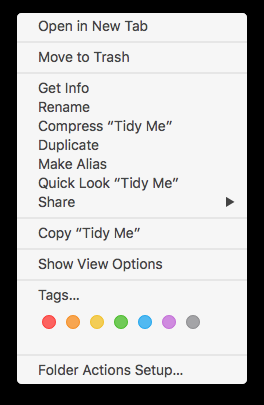 Open in New Tab
Move to Trash
Get Info
Rename
Compress “Tidy Me”
Duplicate
Make Alias
Quick Look “Tidy Me”
Share
Copy “Tidy Me”
Show View Options
Tags...
Folder Actions Setup...